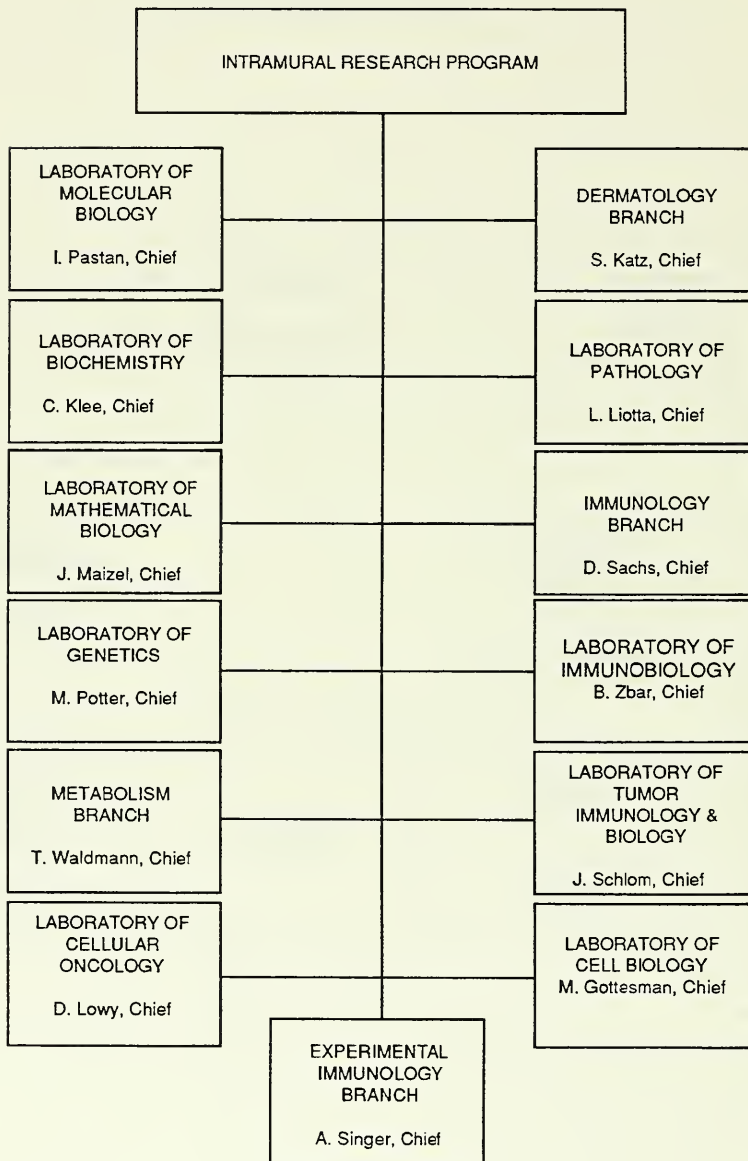 INTRAMURAL RESEARCH PROGRAM
LABORATORY OF
MOLECULAR
BIOLOGY
I. Pastan, Chief
DERMATOLOGY
BRANCH
S. Katz, Chief
LABORATORY OF
BIOCHEMISTRY
C. Klee, Chief
LABORATORY OF
PATHOLOGY
L. Liotta, Chief
LABORATORY OF
MATHEMATICAL
BIOLOGY
J. Maizel, Chief
IMMUNOLOGY
BRANCH
D. Sachs, Chief
LABORATORY OF
GENETICS
M. Potter, Chief
LABORATORY OF
IMMUNOBIOLOGY
B. Zbar, Chief
METABOLISM
BRANCH
T. Waldmann, Chief
LABORATORY OF
TUMOR
IMMUNOLOGY &
BIOLOGY
J. Schlom, Chief
LABORATORY OF
CELLULAR
ONCOLOGY
D. Lowy, Chief
LABORATORY OF
CELL BIOLOGY
M. Gottesman, Chief
EXPERIMENTAL
IMMUNOLOGY
BRANCH
A. Singer, Chief